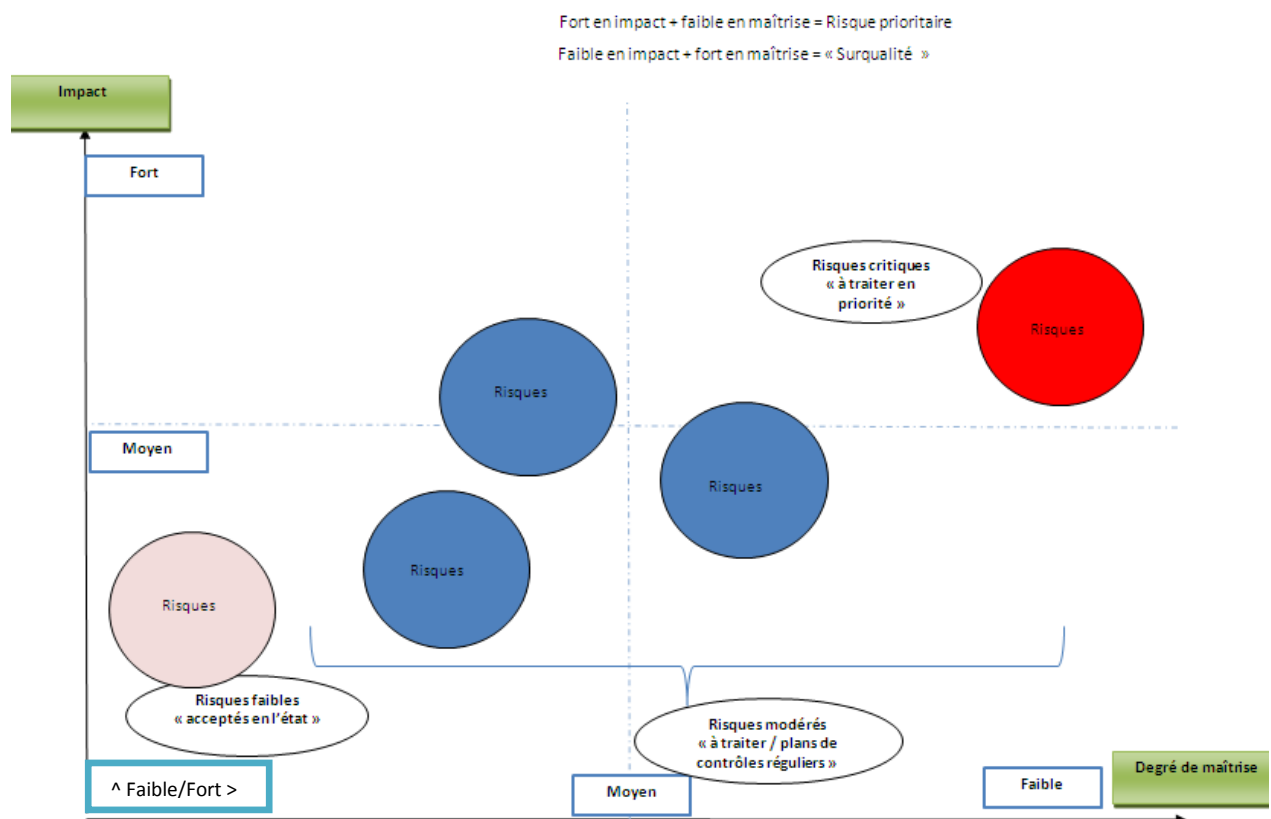 Fort en impact + faible en maîtrise = Risque prioritaire
Faible en impact + fort en maîtrise = « Surqualité »
Impact
Fort
Risques critiques
« à traiter en
priorité »
Risques
Risques
Moyen
Risques
Risques
Risques
Risques faibles
« acceptés en l'état »
Risques modérés
« à traiter / plans de
contrôles réguliers »
^ Faible/Fort >
Moyen
Faible
Degré de maîtrise